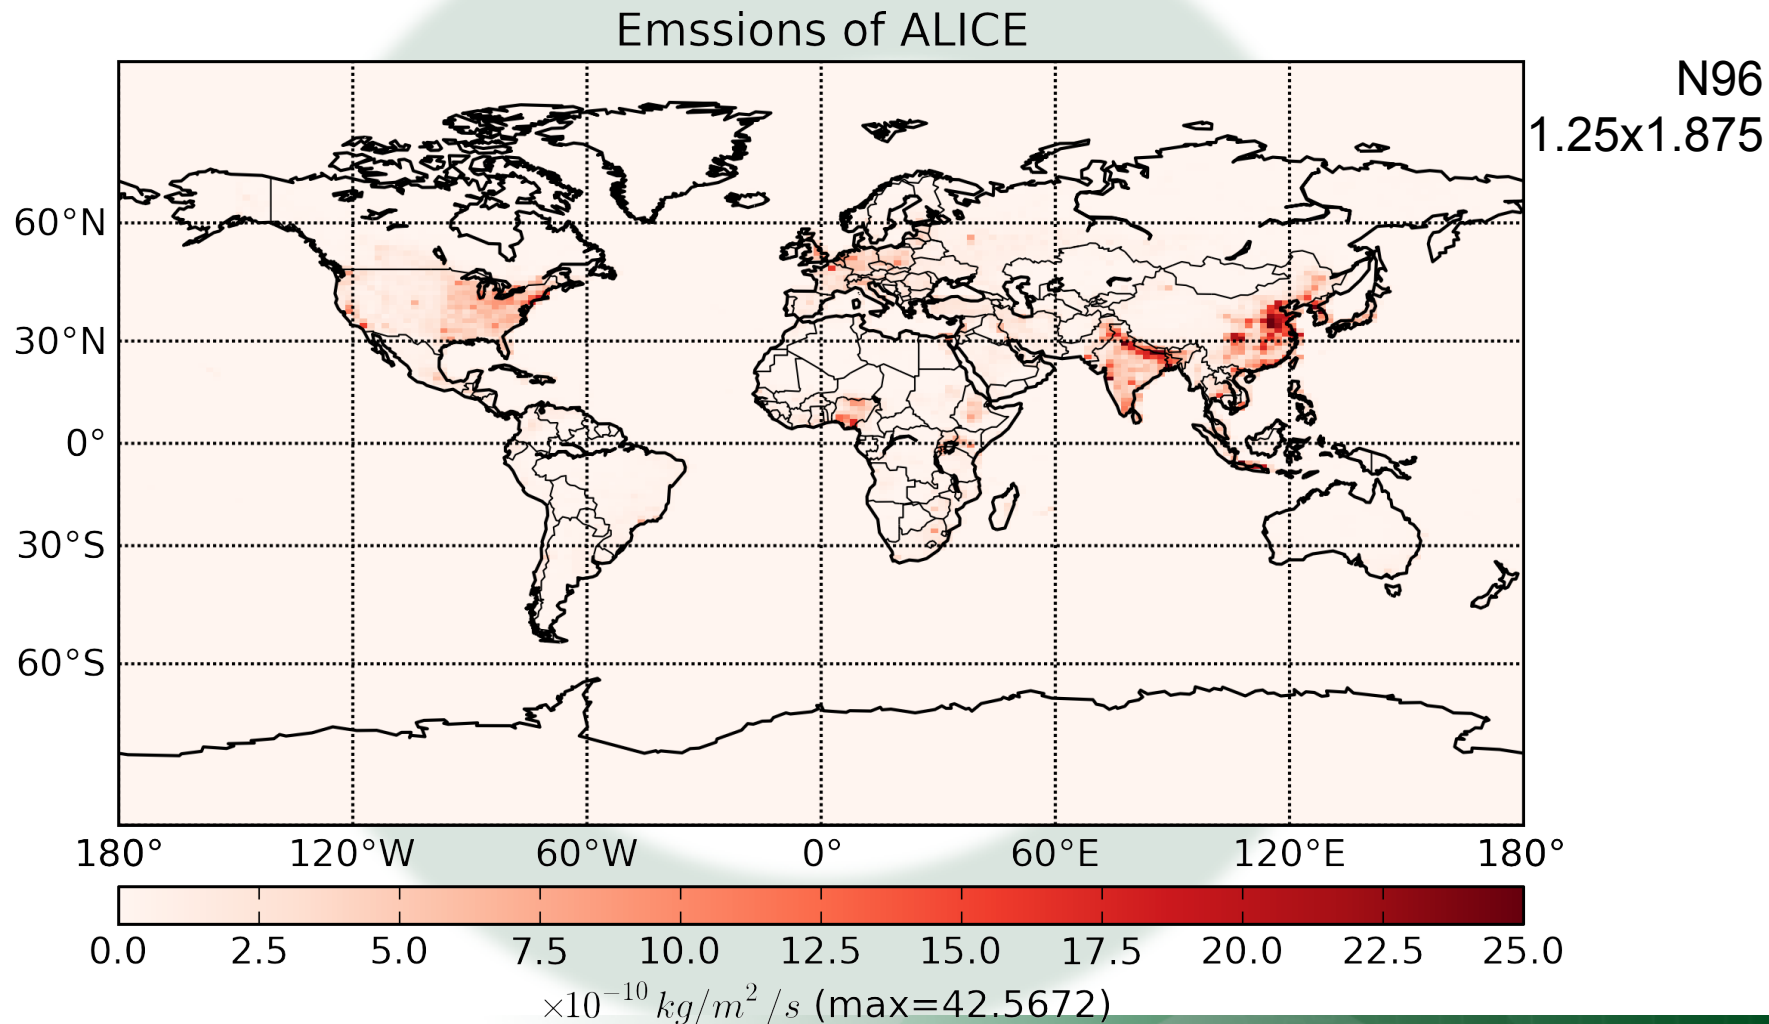 Emssions of ALICE
N96
1.25x1.875
60°N
30°N
0°
30°S
60°S
180° 120°W 60°W 0° 60°E 120°E 180°
0.0 2.5 5.0 7.5 10.0 12.5 15.0 17.5 20.0 22.5 25.0
×10⁻¹⁰ kg/m²/s (max=42.5672)